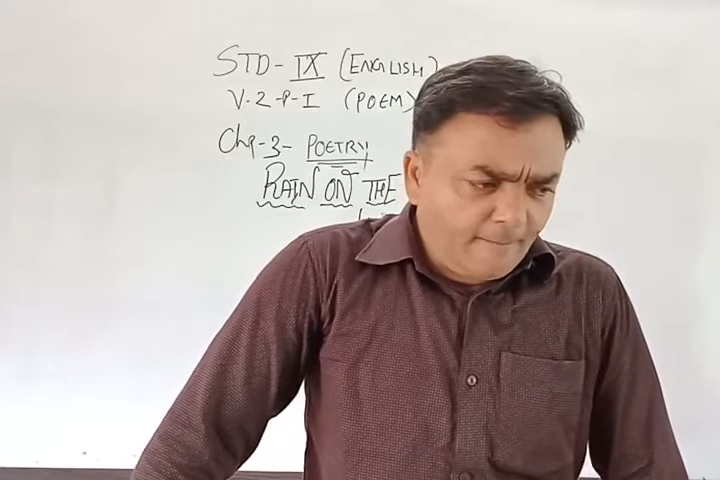 STD- IX (ENGLISH)
V-2-P-I (POEM)
Chp-3- POETRY
RAIN ON THE